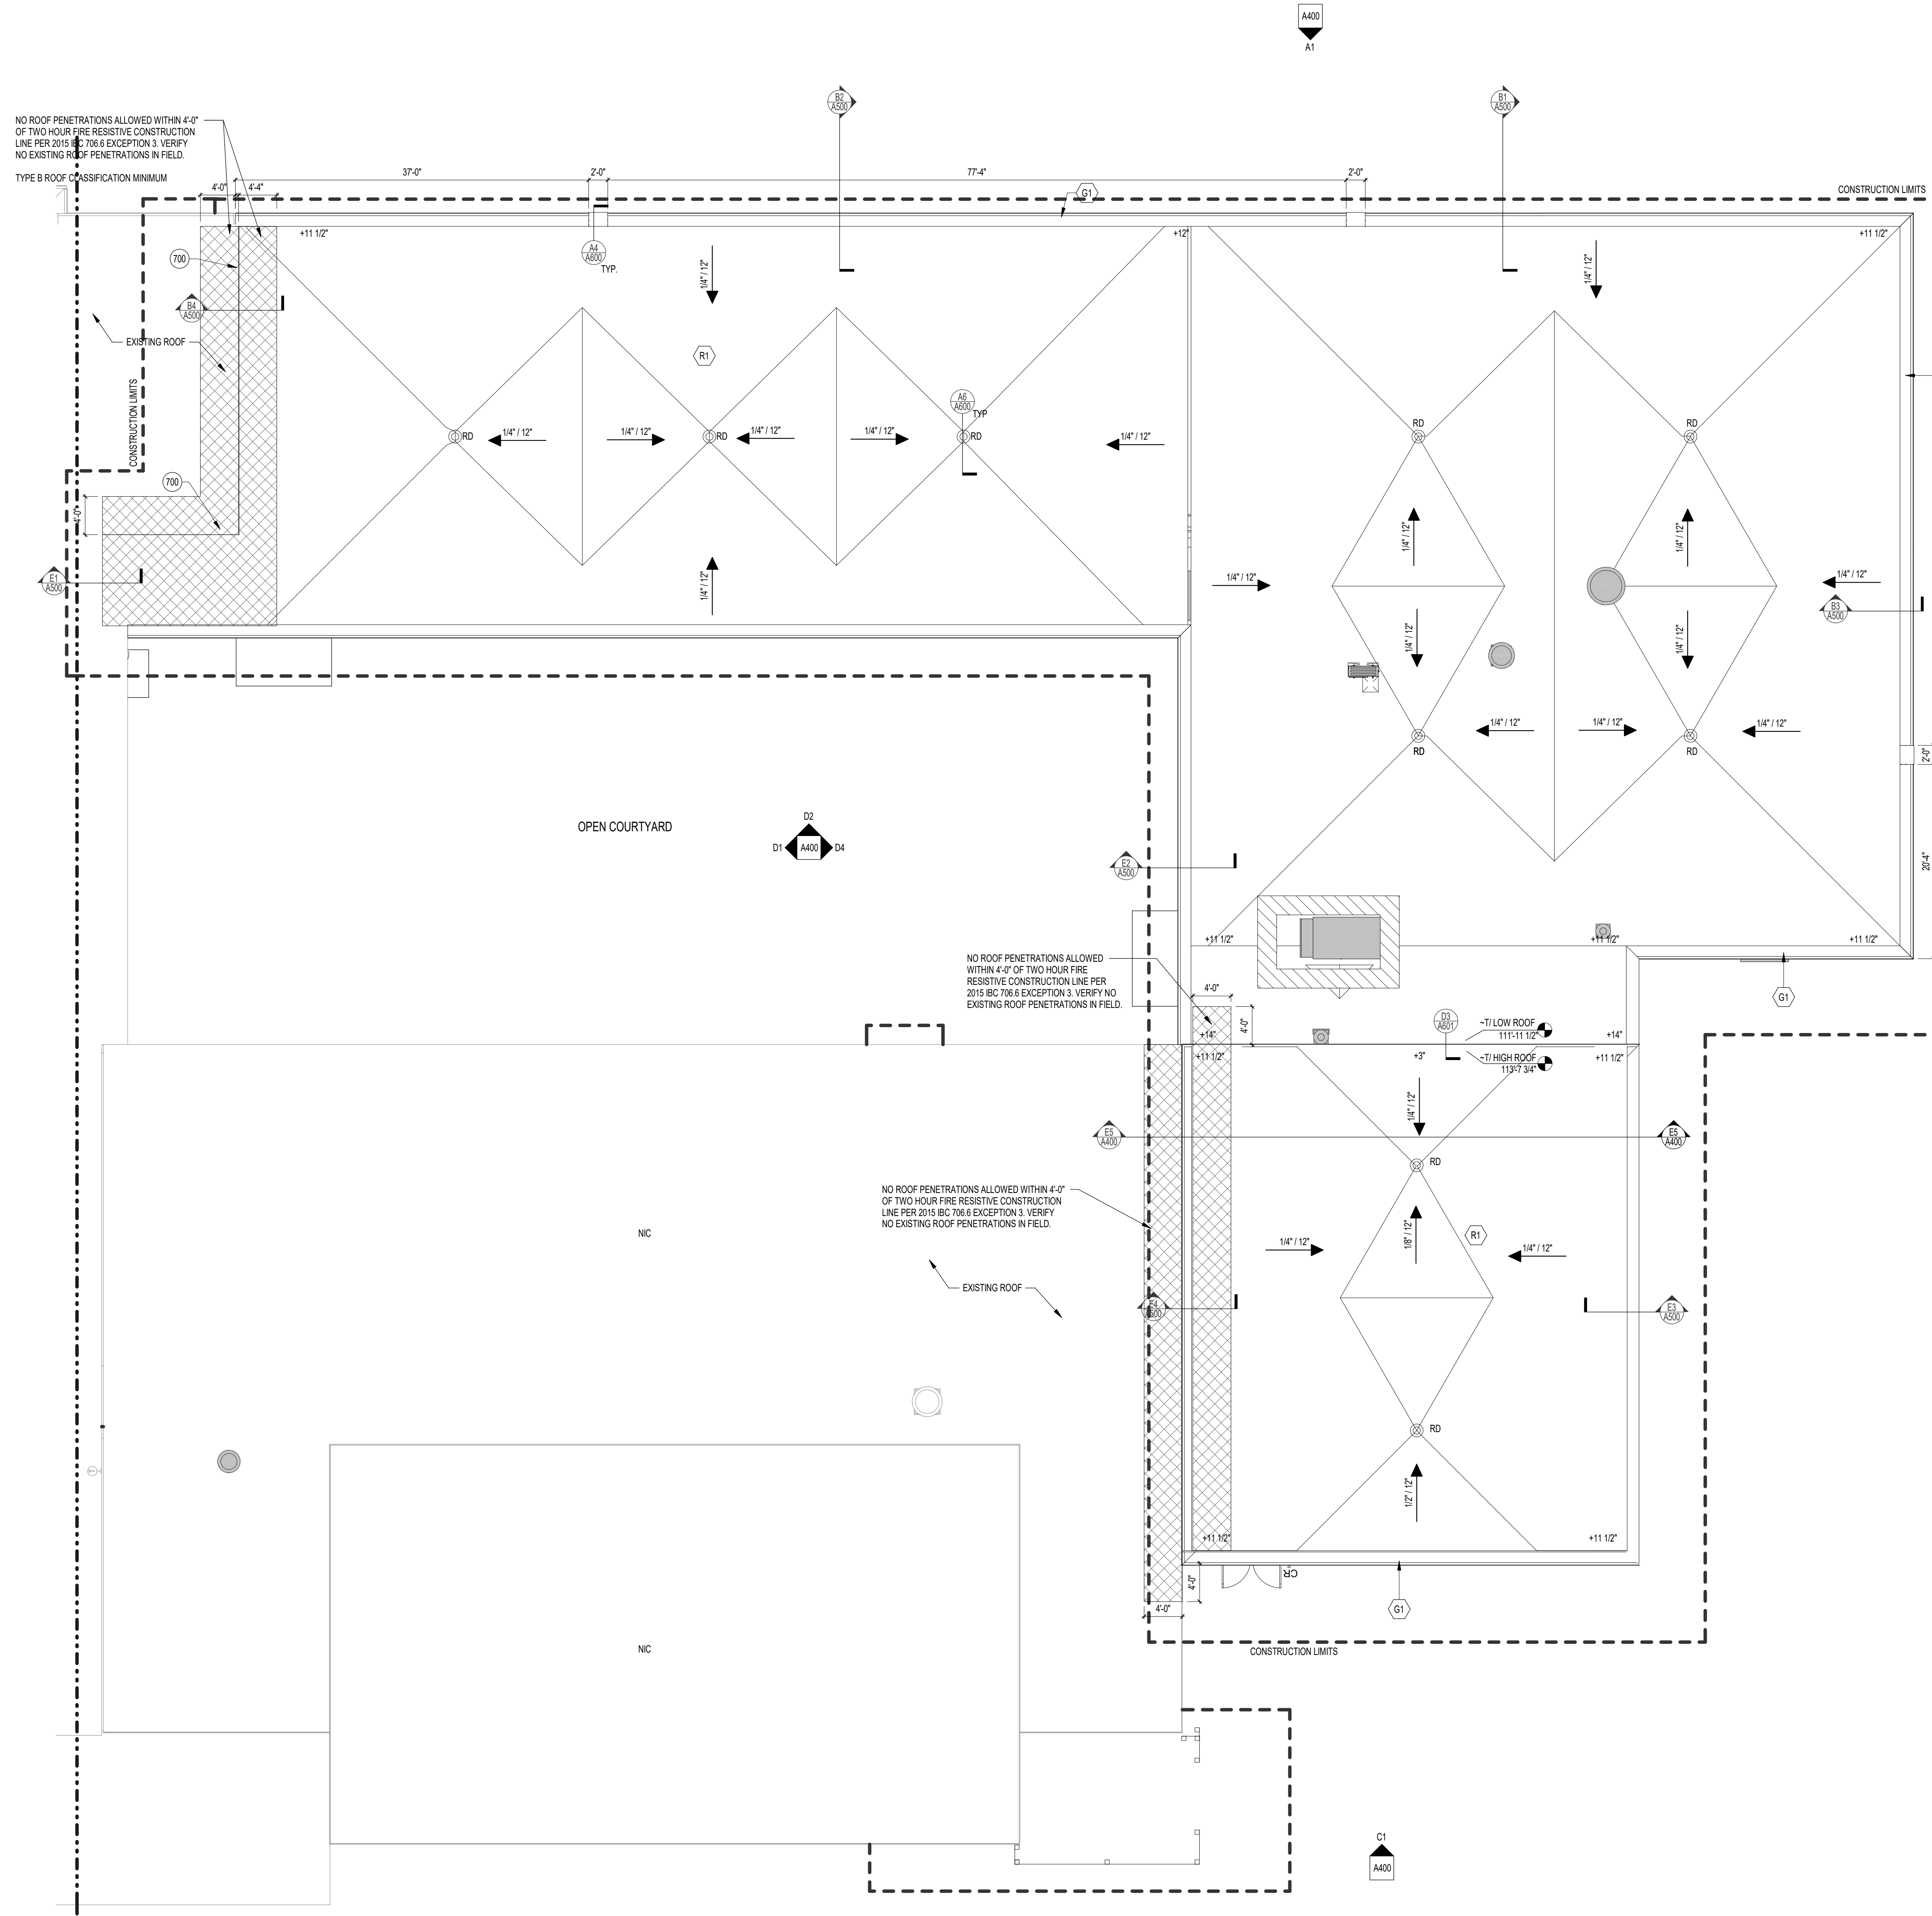 A400
A1
B2
A500
B1
A500
NO ROOF PENETRATIONS ALLOWED WITHIN 4'-0"
OF TWO HOUR FIRE RESISTIVE CONSTRUCTION
LINE PER 2015 IBC 706.6 EXCEPTION 3. VERIFY
NO EXISTING ROOF PENETRATIONS IN FIELD.
TYPE B ROOF CLASSIFICATION MINIMUM
37'-0"
2'-0"
77'-4"
2'-0"
4'-0"
4'-4"
G1
CONSTRUCTION LIMITS
+11 1/2"
+12"
+11 1/2"
700
A4
A600
TYP.
1/4" / 12"
1/4" / 12"
B4
A500
EXISTING ROOF
R1
CONSTRUCTION LIMITS
A6
A600
TYP
RD
1/4" / 12"
1/4" / 12"
RD
1/4" / 12"
1/4" / 12"
RD
1/4" / 12"
RD
RD
700
4'-0"
1/4" / 12"
1/4" / 12"
E1
A500
1/4" / 12"
1/4" / 12"
1/4" / 12"
B3
A500
1/4" / 12"
1/4" / 12"
1/4" / 12"
1/4" / 12"
1/4" / 12"
RD
RD
2'-0"
OPEN COURTYARD
D2
D1
A400
D4
E2
A500
20'-4"
+11 1/2"
+11 1/2"
+11 1/2"
NO ROOF PENETRATIONS ALLOWED
WITHIN 4'-0" OF TWO HOUR FIRE
RESISTIVE CONSTRUCTION LINE PER
2015 IBC 706.6 EXCEPTION 3. VERIFY NO
EXISTING ROOF PENETRATIONS IN FIELD.
4'-0"
4'-0"
G1
+14"
D3
A601
~T/ LOW ROOF
111'-11 1/2"
+14"
+11 1/2"
+3"
~T/ HIGH ROOF
113'-7 3/4"
+11 1/2"
1/4" / 12"
E5
A400
E5
A400
RD
NO ROOF PENETRATIONS ALLOWED WITHIN 4'-0"
OF TWO HOUR FIRE RESISTIVE CONSTRUCTION
LINE PER 2015 IBC 706.6 EXCEPTION 3. VERIFY
NO EXISTING ROOF PENETRATIONS IN FIELD.
NIC
1/4" / 12"
1/8" / 12"
R1
1/4" / 12"
EXISTING ROOF
E4
A500
E3
A500
RD
1/2" / 12"
+11 1/2"
+11 1/2"
CR
4'-0"
4'-0"
G1
NIC
CONSTRUCTION LIMITS
C1
A400